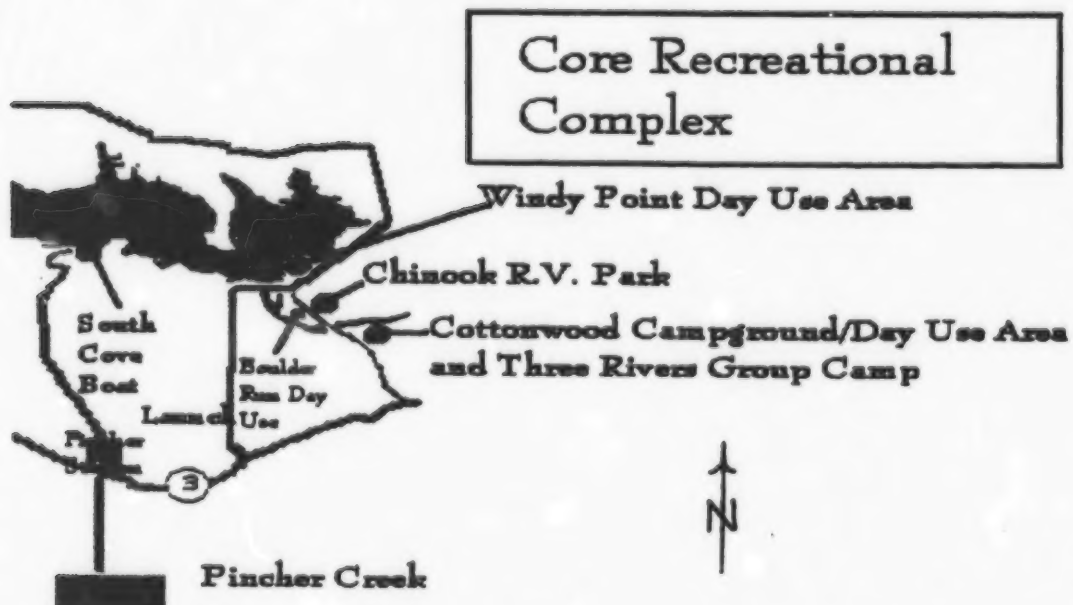 Core Recreational
Complex
Windy Point Day Use Area
Chinook R.V. Park
Cottonwood Campground/Day Use Area
and Three Rivers Group Camp
South
Cove
Boat
Launch
Boulder
Run Day
Use
3
N
Pincher Creek